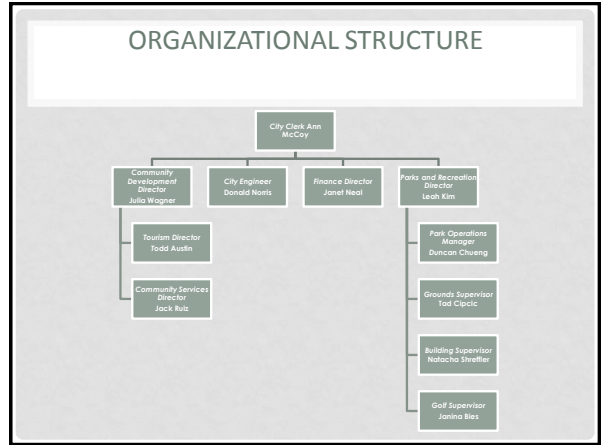 ORGANIZATIONAL STRUCTURE
City Clerk Ann
McCoy
Community
Development
Director
Julia Wagner
City Engineer
Donald Norris
Finance Director
Janet Neal
Parks and Recreation
Director
Leah Kim
Tourism Director
Todd Austin
Community Services
Director
Jack Ruiz
Park Operations
Manager
Duncan Chueng
Grounds Supervisor
Tad Cipcic
Building Supervisor
Natacha Shreffler
Golf Supervisor
Janina Bies